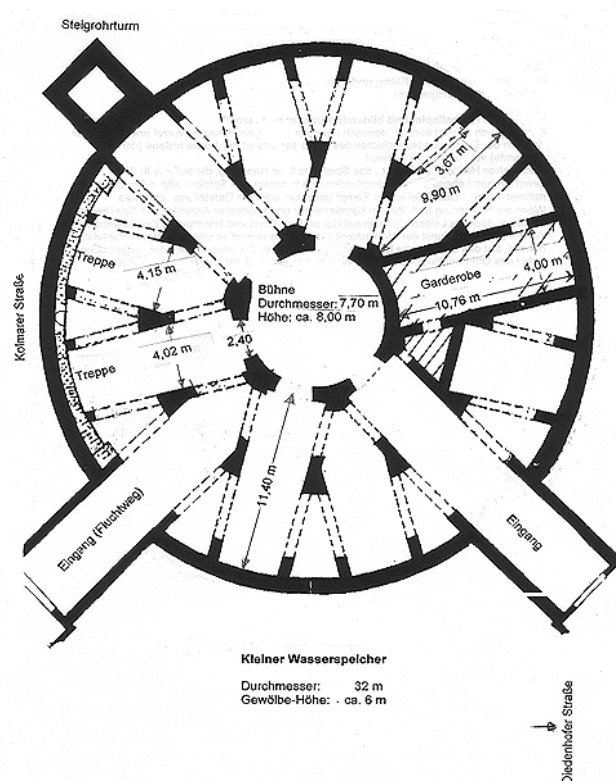 Steigrohrturm
3,67 m
9,90 m
Treppe
4,15 m
Garderobe
4,00 m
10,76 m
Bühne
Durchmesser: 7,70 m
Höhe: ca. 8,00 m
Kolmarer Straße
2,40
4,02 m
Treppe
11,40 m
Eingang (Fluchtweg)
Eingang
Kleiner Wasserspeicher
Durchmesser: 32 m
Gewölbe-Höhe: ca. 6 m
Diedenhofer Straße